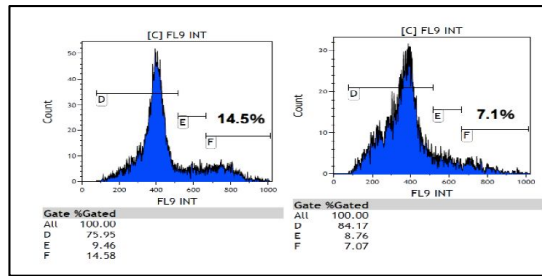 [C] FL9 INT
50
40
30
20
10
0
Count
D
E
F
14.5%
0 200 400 600 800 1000
FL9 INT
Gate %Gated
All 100.00
D 75.95
E 9.46
F 14.58
[C] FL9 INT
30
20
10
0
Count
D
E
F
7.1%
0 200 400 600 800 1000
FL9 INT
Gate %Gated
All 100.00
D 84.17
E 8.76
F 7.07